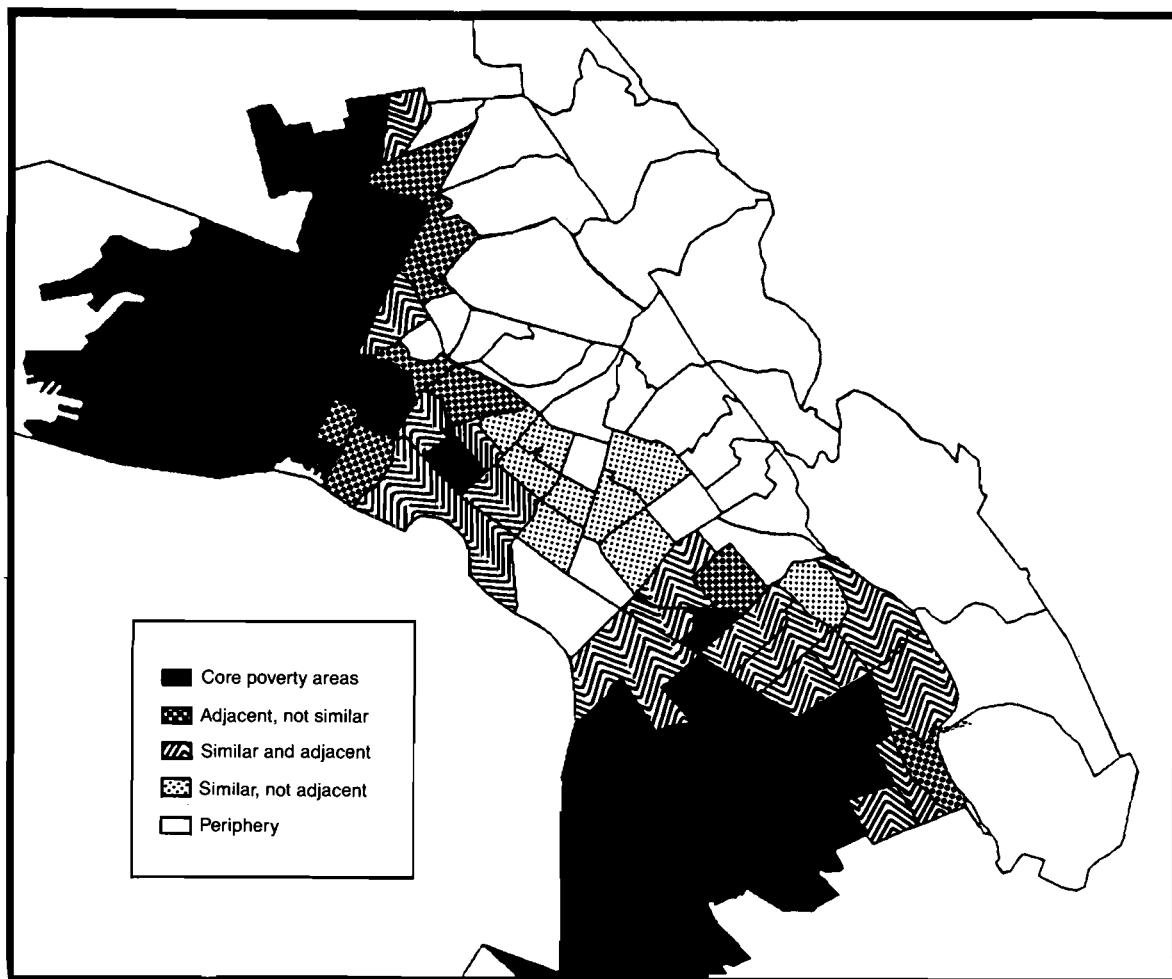 Core poverty areas
Adjacent, not similar
Similar and adjacent
Similar, not adjacent
Periphery